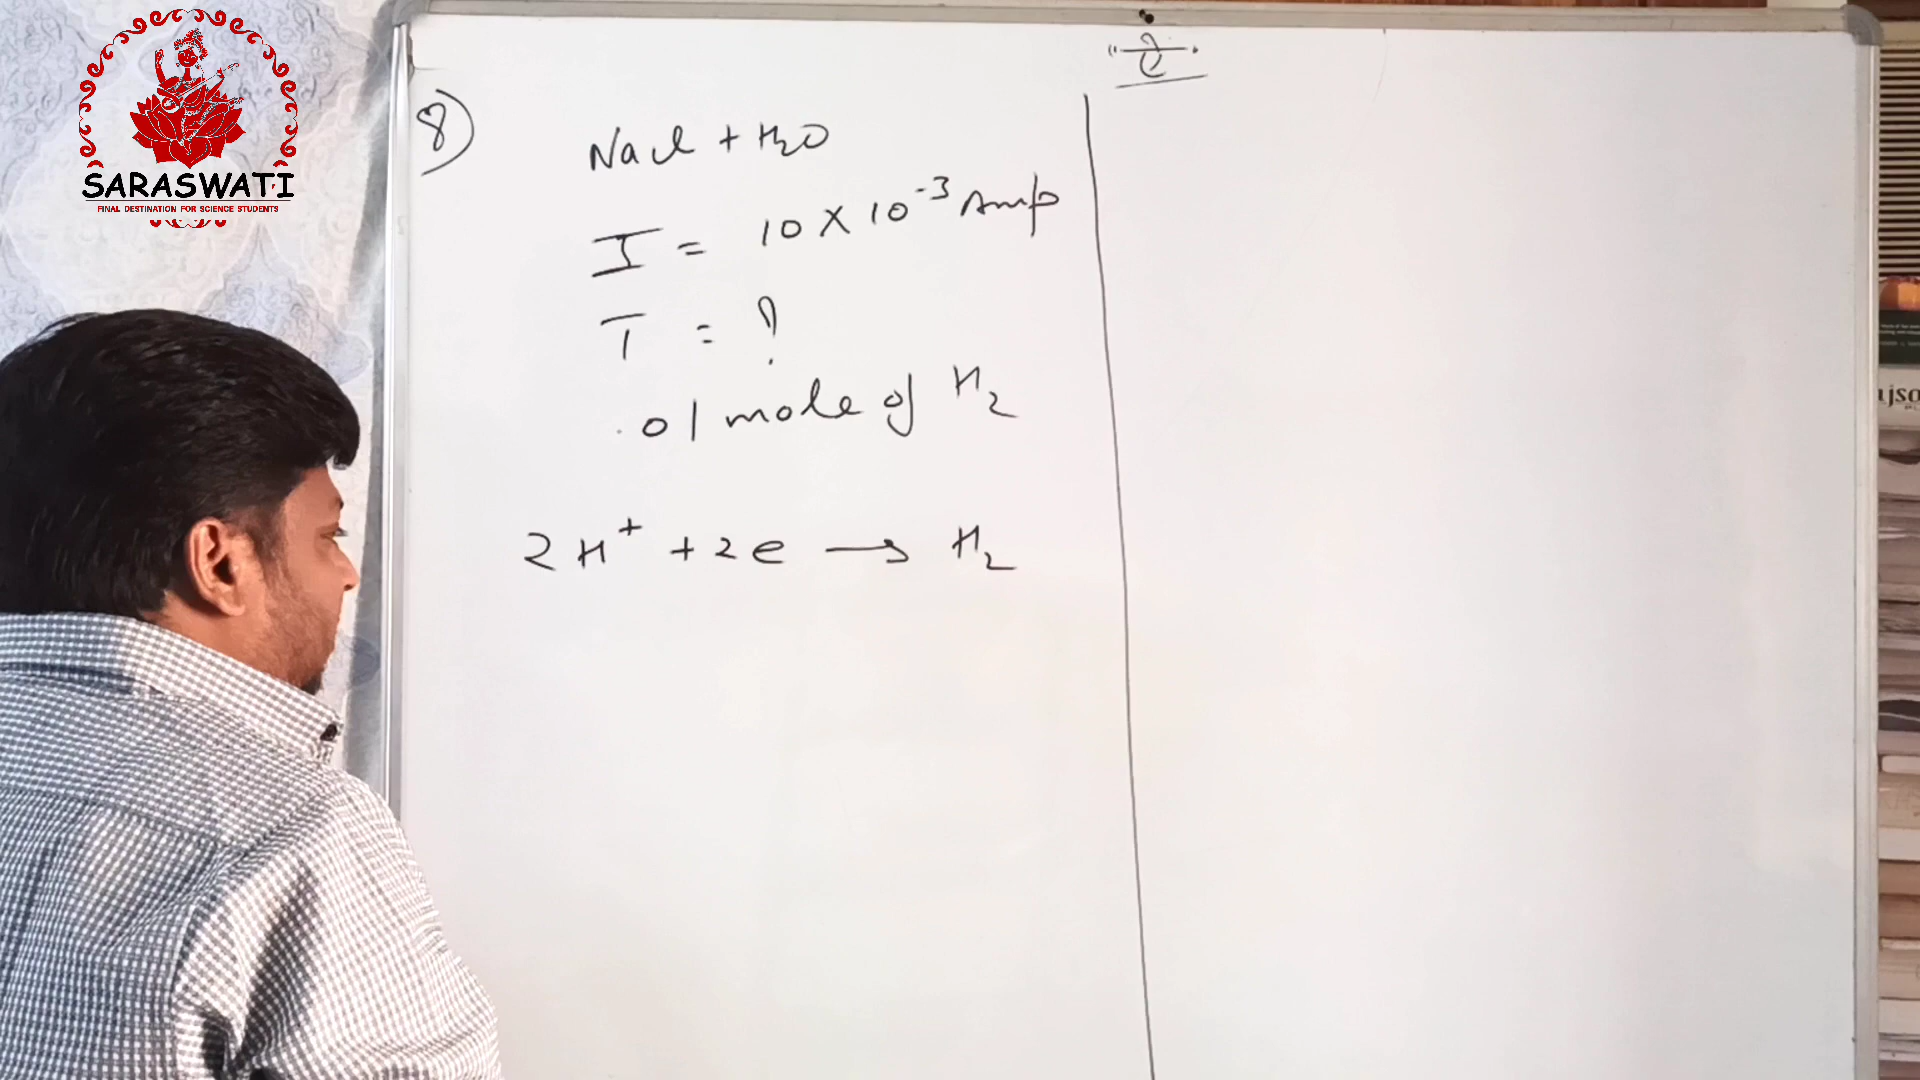 SARASWATI
FINAL DESTINATION FOR SCIENCE STUDENTS
8)
NaCl + H2O
I = 10 X 10^-3 Amp
T = ?
.01 mole of H2
2H^+ + 2e → H2